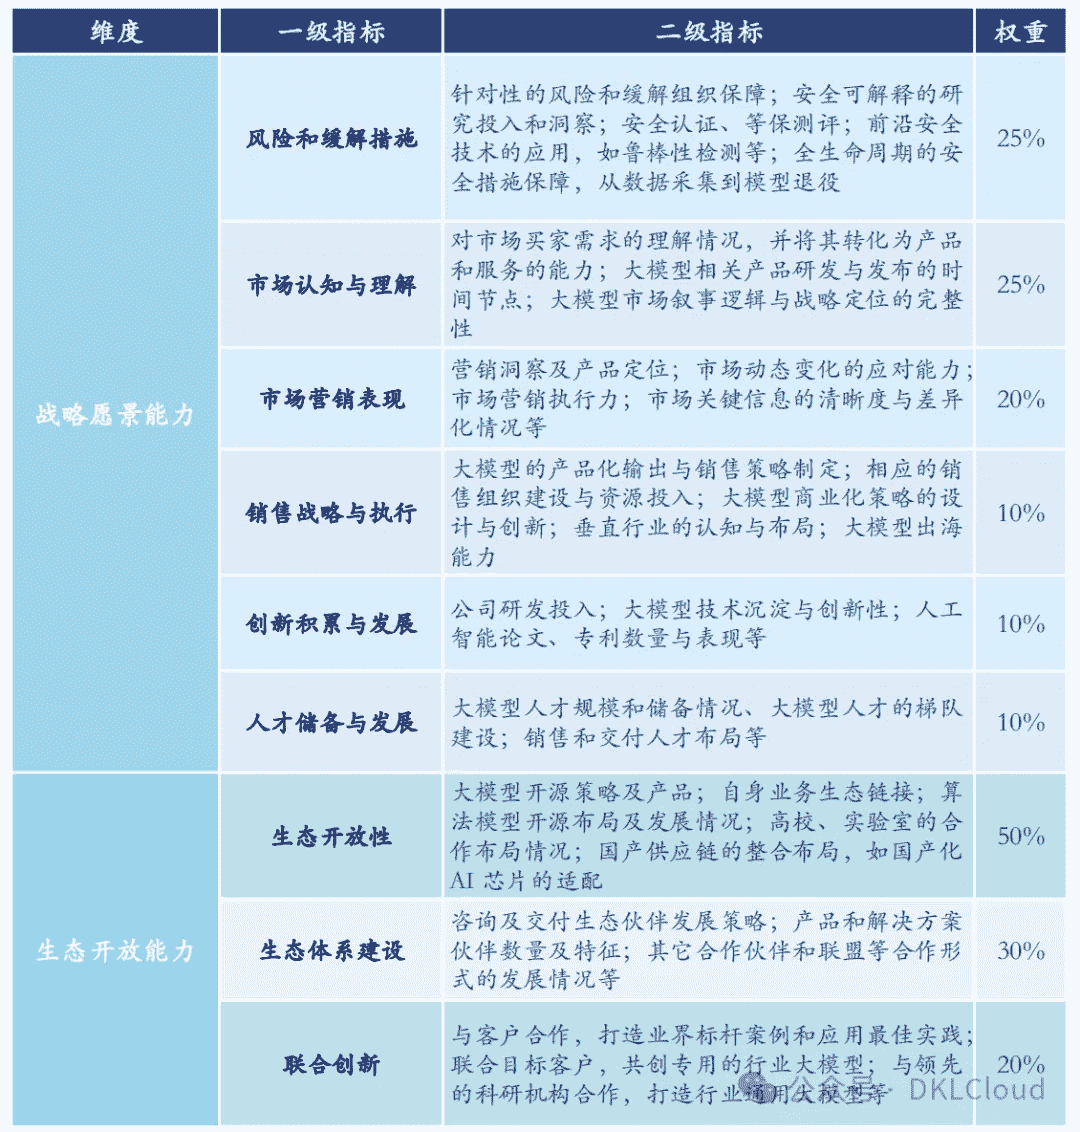 维度 一级指标 二级指标 权重
战略愿景能力
风险和缓解措施
针对性的风险和缓解组织保障；安全可解释的研
究投入和洞察；安全认证、等保测评；前沿安全
技术的应用，如鲁棒性检测等；全生命周期的安
全措施保障，从数据采集到模型退役
25%
市场认知与理解
对市场买家需求的理解情况，并将其转化为产品
和服务的能力；大模型相关产品研发与发布的时
间节点；大模型市场叙事逻辑与战略定位的完整
性
25%
市场营销表现
营销洞察及产品定位；市场动态变化的应对能力；
市场营销执行力；市场关键信息的清晰度与差异
化情况等
20%
销售战略与执行
大模型的产品化输出与销售策略制定；相应的销
售组织建设与资源投入；大模型商业化策略的设
计与创新；垂直行业的认知与布局；大模型出海
能力
10%
创新积累与发展
公司研发投入；大模型技术沉淀与创新性；人工
智能论文、专利数量与表现等
10%
人才储备与发展
大模型人才规模和储备情况、大模型人才的梯队
建设；销售和交付人才布局等
10%
生态开放能力
生态开放性
大模型开源策略及产品；自身业务生态链接；算
法模型开源布局及发展情况；高校、实验室的合
作布局情况；国产供应链的整合布局，如国产化
AI 芯片的适配
50%
生态体系建设
咨询及交付生态伙伴发展策略；产品和解决方案
伙伴数量及特征；其它合作伙伴和联盟等合作形
式的发展情况等
30%
联合创新
与客户合作，打造业界标杆案例和应用最佳实践；
联合目标客户，共创专用的行业大模型；与领先
的科研机构合作，打造行业通用大模型等
20%
公众号 · DKLCloud